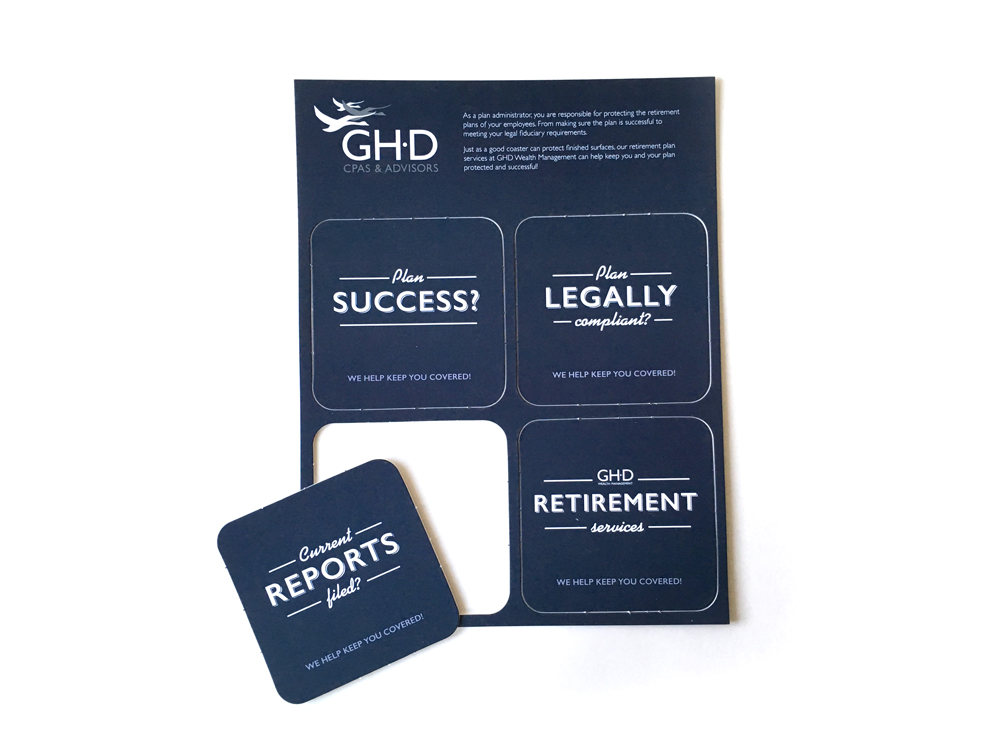 GH·D
CPAS & ADVISORS
As a plan administrator, you are responsible for protecting the retirement
plans of your employees. From making sure the plan is successful to
meeting your legal fiduciary requirements.
Just as a good coaster can protect finished surfaces, our retirement plan
services at GHD Wealth Management can help keep you and your plan
protected and successful!
Plan
SUCCESS?
WE HELP KEEP YOU COVERED!
Plan
LEGALLY
compliant?
WE HELP KEEP YOU COVERED!
Current
REPORTS
filed?
WE HELP KEEP YOU COVERED!
GH·D
WEALTH MANAGEMENT
RETIREMENT
services
WE HELP KEEP YOU COVERED!